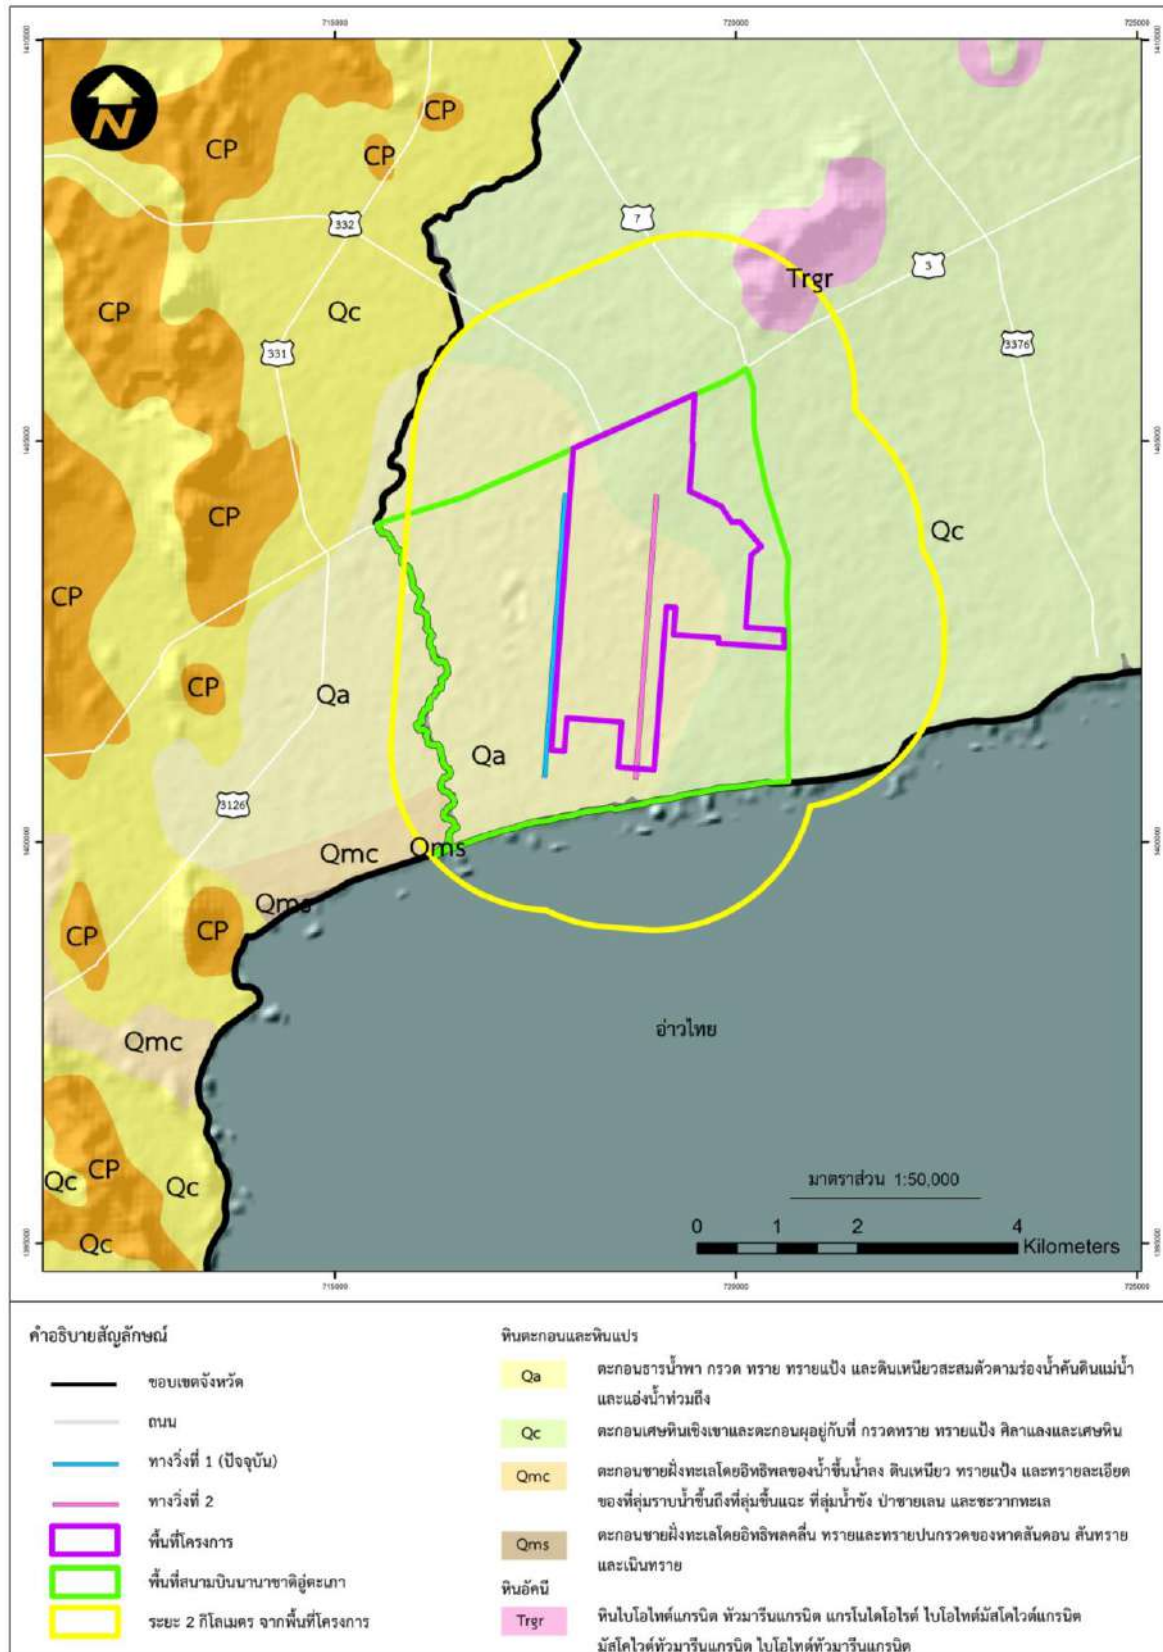 715000
720000
725000
1410000
1410000
N
CP
CP
CP
332
7
Trgr
3
CP
Qc
331
3376
1405000
1405000
CP
Qc
CP
CP
Qa
Qa
3126
Qms
1400000
1400000
Qmc
Qms
CP
CP
อ่าวไทย
Qmc
CP
Qc
Qc
มาตราส่วน 1:50,000
Qc
0 1 2 4
Kilometers
1395000
1395000
715000
720000
725000
คำอธิบายสัญลักษณ์
ขอบเขตจังหวัด
ถนน
ทางวิ่งที่ 1 (ปัจจุบัน)
ทางวิ่งที่ 2
พื้นที่โครงการ
พื้นที่สนามบินนานาชาติอู่ตะเภา
ระยะ 2 กิโลเมตร จากพื้นที่โครงการ
หินตะกอนและหินแปร
Qa ตะกอนธารน้ำพา กรวด ทราย ทรายแป้ง และดินเหนียวสะสมตัวตามร่องน้ำคันดินแม่น้ำ
และแอ่งน้ำท่วมถึง
Qc ตะกอนเศษหินเชิงเขาและตะกอนผุอยู่กับที่ กรวดทราย ทรายแป้ง ศิลาแลงและเศษหิน
Qmc ตะกอนชายฝั่งทะเลโดยอิทธิพลของน้ำขึ้นน้ำลง ดินเหนียว ทรายแป้ง และทรายละเอียด
ของที่ลุ่มราบน้ำขึ้นถึงที่ลุ่มชื้นแฉะ ที่ลุ่มน้ำขัง ป่าชายเลน และชะวากทะเล
Qms ตะกอนชายฝั่งทะเลโดยอิทธิพลคลื่น ทรายและทรายปนกรวดของหาดสันดอน สันทราย
และเนินทราย
หินอัคนี
Trgr หินไบโอไทต์แกรนิต ทัวมารีนแกรนิต แกรโนไดโอไรต์ ไบโอไทต์มัสโคไวต์แกรนิต
มัสโคไวต์ทัวมารีนแกรนิต ไบโอไทต์ทัวมารีนแกรนิต